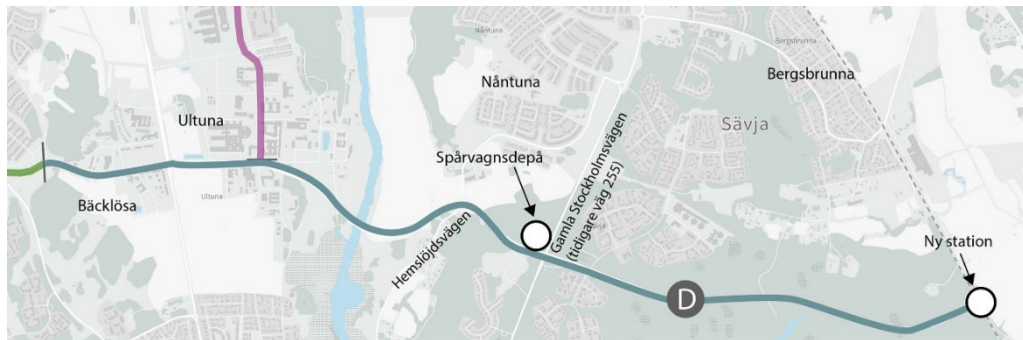 Nåntuna
Bergsbrunna
Bergsbrunna
Nåntuna
Ultuna
Sävja
Spårvagnsdepå
Gamla Stockholmsvägen
(tidigare väg 255)
Ultuna
Bäcklösa
Hemslöjdsvägen
Ny station
D